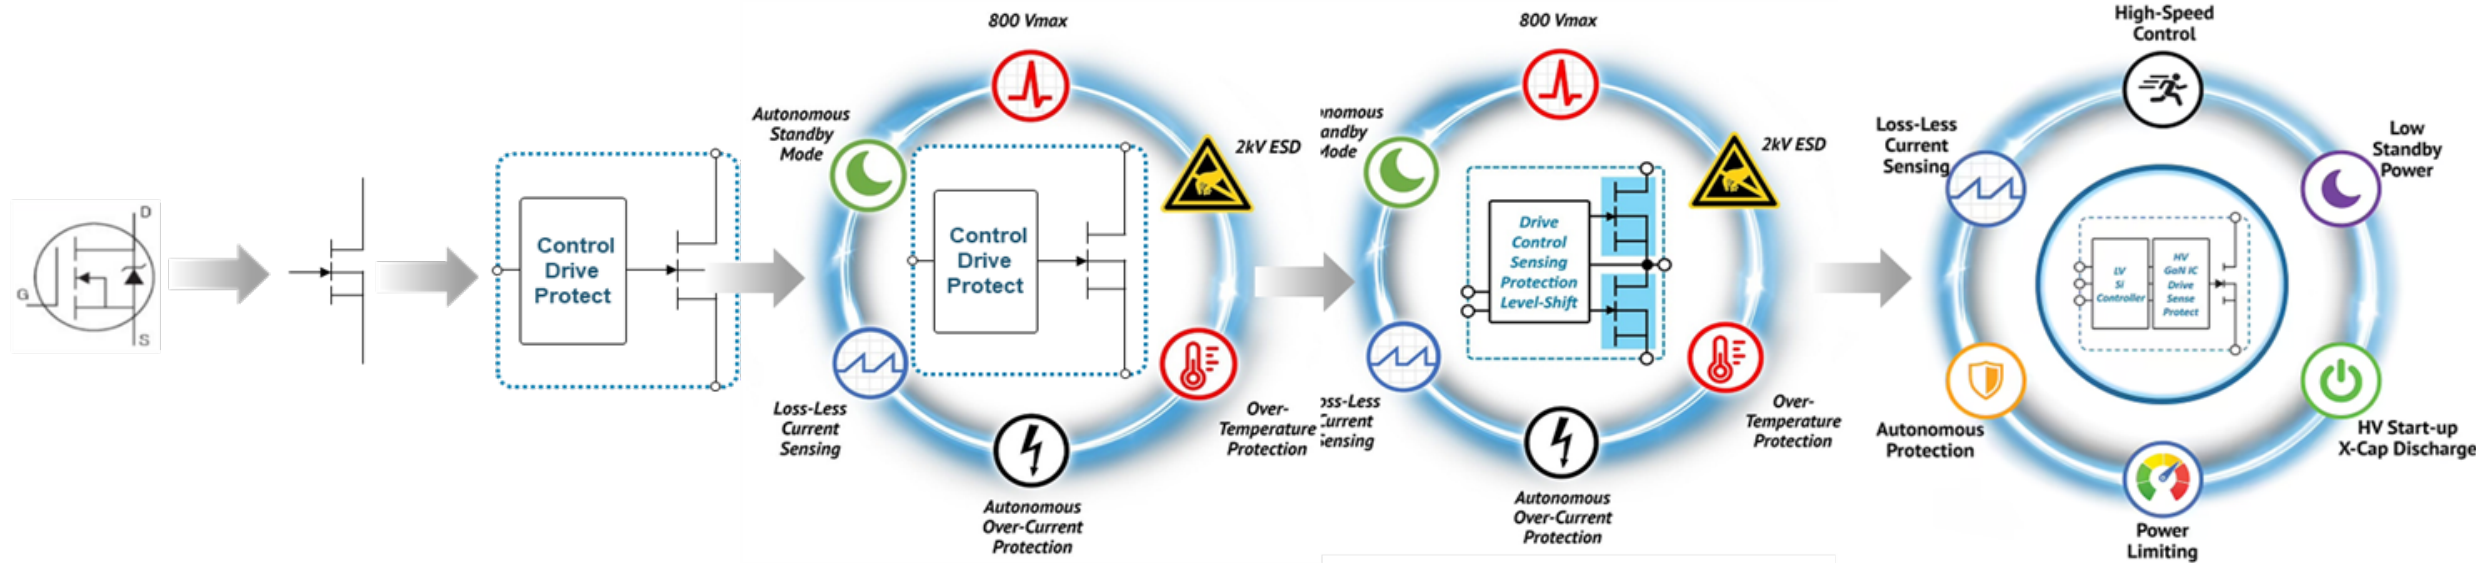 D
G
S
Control
Drive
Protect
800 Vmax
Autonomous
Standby
Mode
2kV ESD
Control
Drive
Protect
Loss-Less
Current
Sensing
Over-
Temperature
Protection
Autonomous
Over-Current
Protection
800 Vmax
onomous
andby
Mode
2kV ESD
Drive
Control
Sensing
Protection
Level-Shift
oss-Less
Current
Sensing
Over-
Temperature
Protection
Autonomous
Over-Current
Protection
High-Speed
Control
Loss-Less
Current
Sensing
Low
Standby
Power
LV
Si
Controller
HV
GaN IC
Drive
Sense
Protect
Autonomous
Protection
HV Start-up
X-Cap Discharge
Power
Limiting